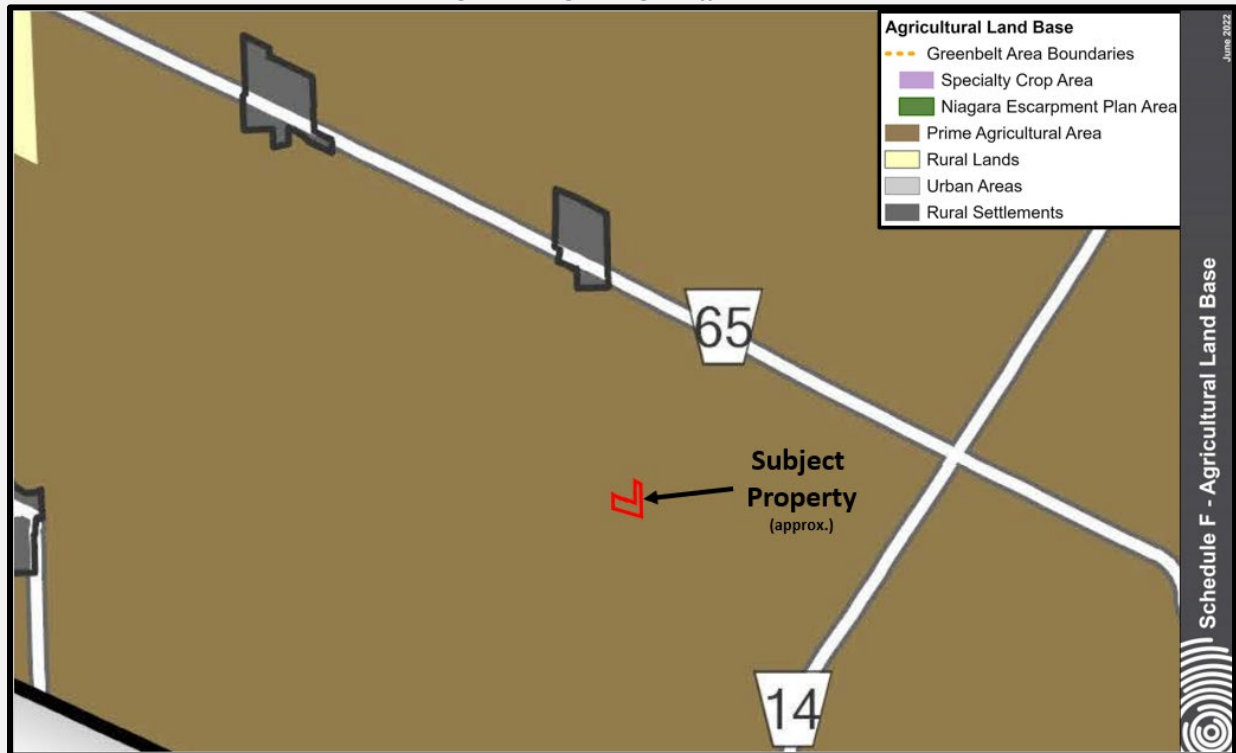 Agricultural Land Base
Greenbelt Area Boundaries
Specialty Crop Area
Niagara Escarpment Plan Area
Prime Agricultural Area
Rural Lands
Urban Areas
Rural Settlements
June 2022
65
Subject
Property
(approx.)
14
Schedule F - Agricultural Land Base